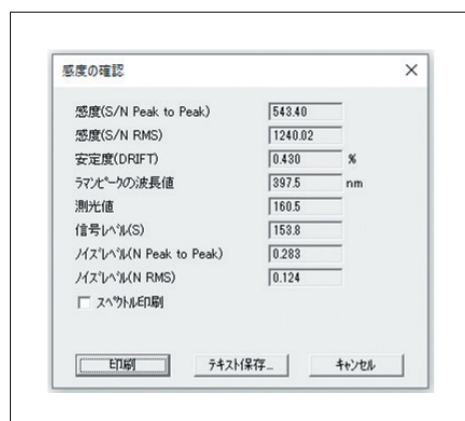 感度の確認
感度(S/N Peak to Peak) 543.40
感度(S/N RMS) 1240.02
安定度(DRIFT) 0.430 %
ﾗﾏﾝﾋﾟｰｸの波長値 397.5 nm
測光値 160.5
信号ﾚﾍﾞﾙ(S) 153.8
ﾉｲｽﾞﾚﾍﾞﾙ(N Peak to Peak) 0.283
ﾉｲｽﾞﾚﾍﾞﾙ(N RMS) 0.124
ｽﾍﾟｸﾄﾙ印刷
印刷 テキスト保存... キャンセル